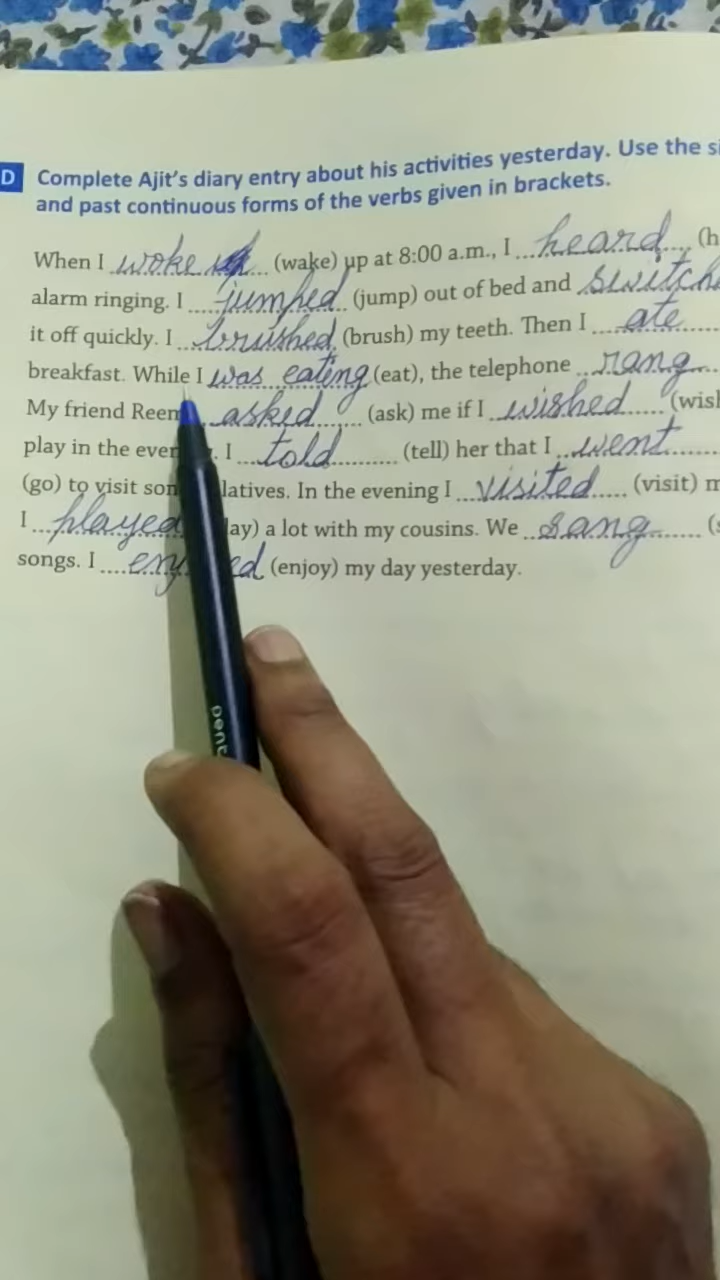 D Complete Ajit's diary entry about his activities yesterday. Use the
and past continuous forms of the verbs given in brackets.
When I woke (wake) up at 8:00 a.m., I heard
alarm ringing. I jumped (jump) out of bed and switch
it off quickly. I brushed (brush) my teeth. Then I ate
breakfast. While I was eating (eat), the telephone rang
My friend asked (ask) me if I wished
play in the I told (tell) her that I went
(go) to visit In the evening I visited (visit)
I played a lot with my cousins. We sang
songs. I (enjoy) my day yesterday.